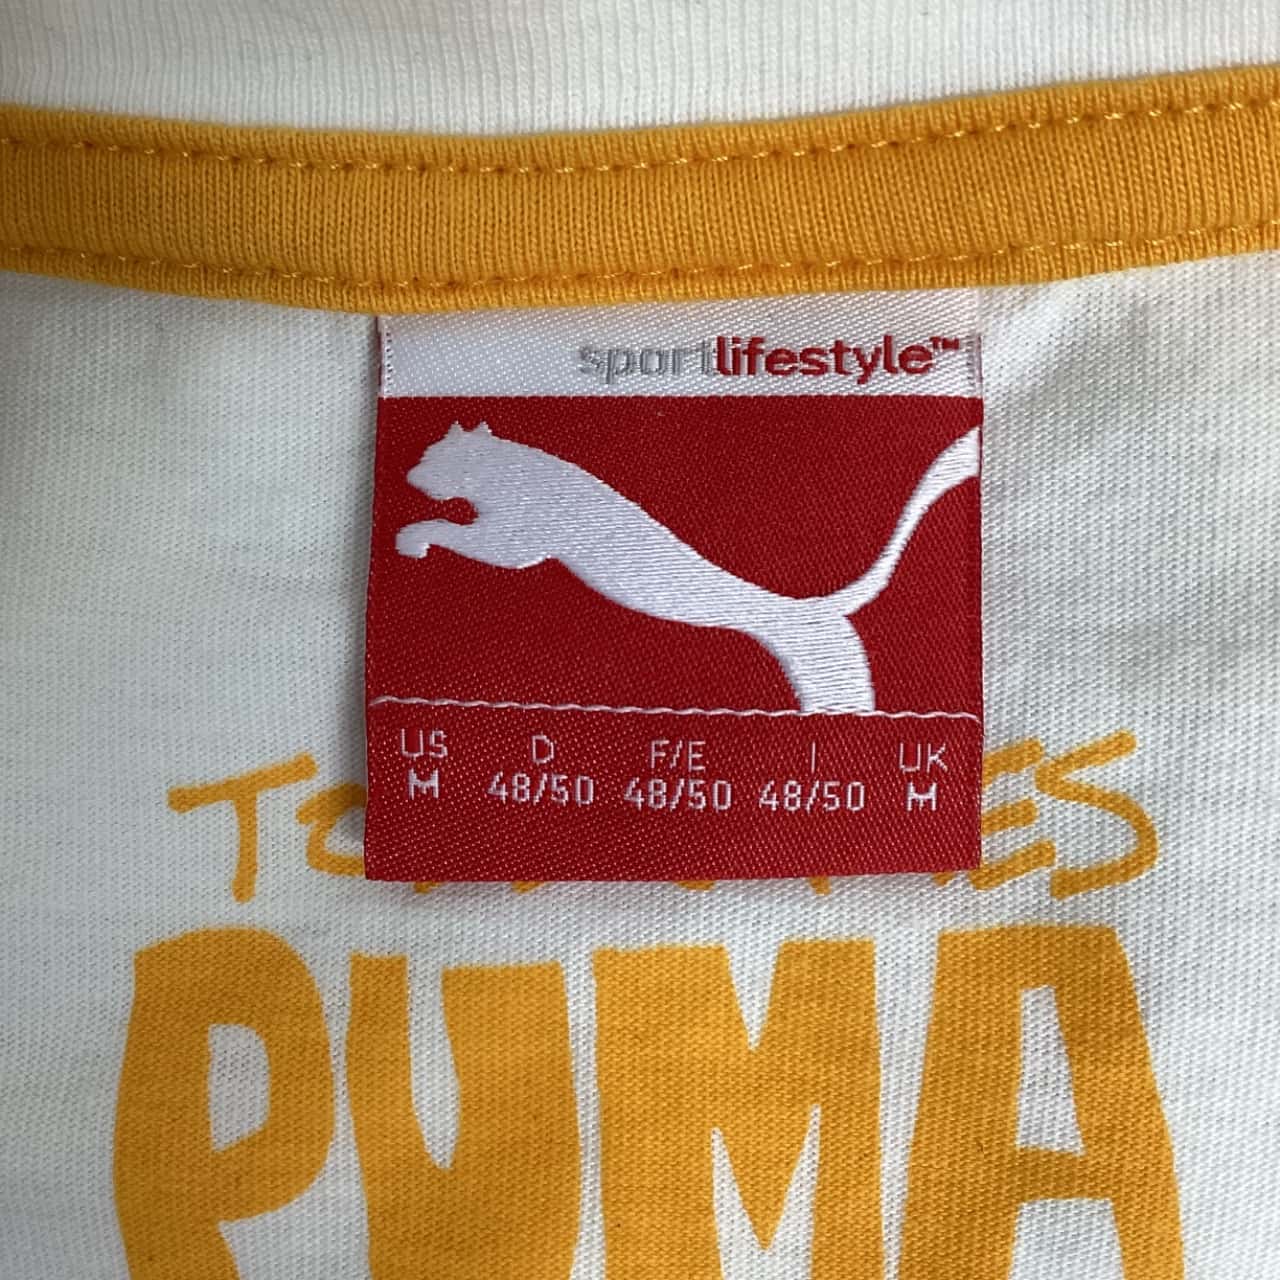 sportlifestyle™
US D F/E I UK
M 48/50 48/50 48/50 M
PUMA